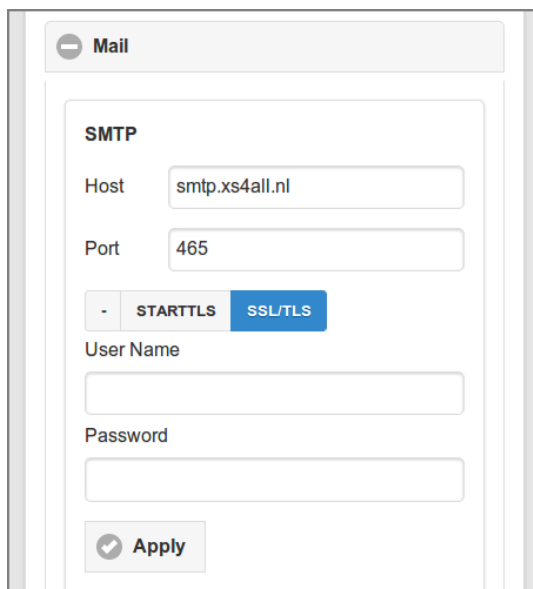 Mail
SMTP
Host smtp.xs4all.nl
Port 465
- STARTTLS SSL/TLS
User Name
Password
Apply